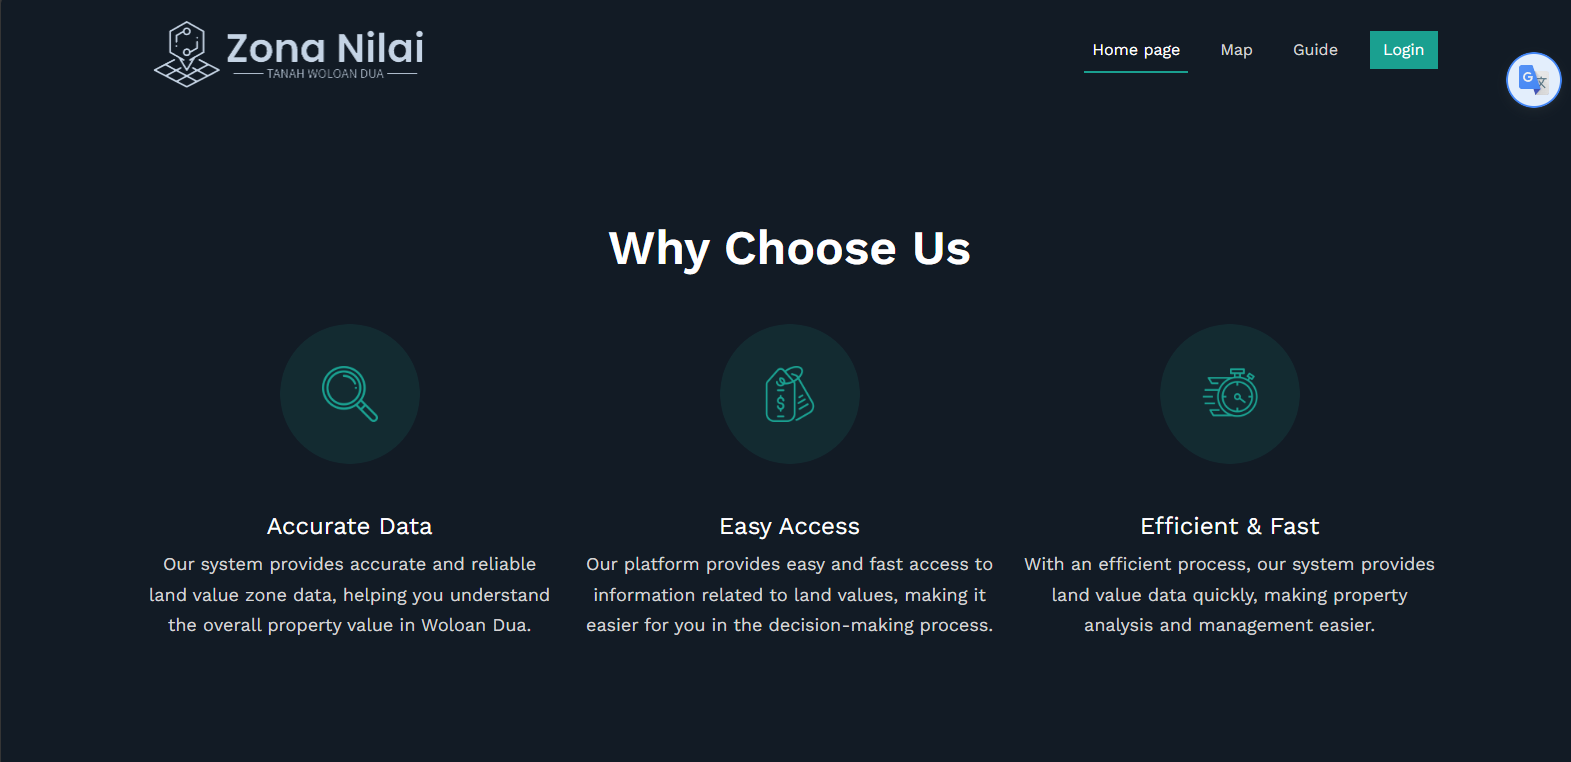 Zona Nilai
TANAH WOLOAN DUA
Home page
Map
Guide
Login
G 文
Why Choose Us
$
Accurate Data
Our system provides accurate and reliable
land value zone data, helping you understand
the overall property value in Woloan Dua.
Easy Access
Our platform provides easy and fast access to
information related to land values, making it
easier for you in the decision-making process.
Efficient & Fast
With an efficient process, our system provides
land value data quickly, making property
analysis and management easier.